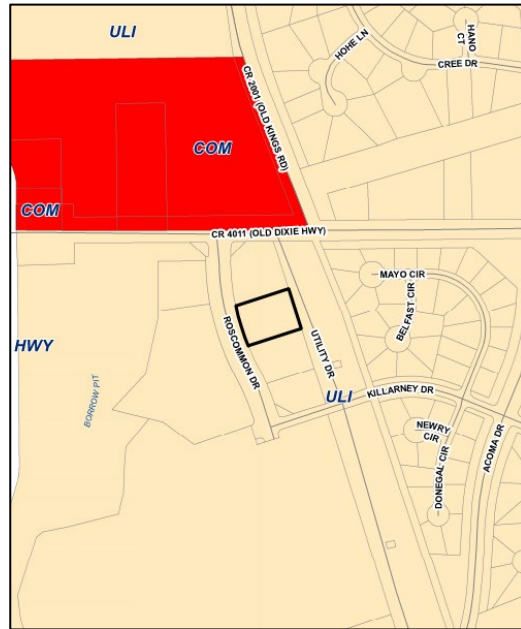 ULI
HOHE LN
HANO
CT
CREE DR
CR 2001 (OLD KINGS RD)
COM
COM
CR 4011 (OLD DIXIE HWY)
MAYO CIR
BELFAST CIR
ROSCOMMON DR
UTILITY DR
HWY
BORROW PIT
ULI
KILLARNEY DR
NEWRY
CIR
DONEGAL CIR
ACOMA DR